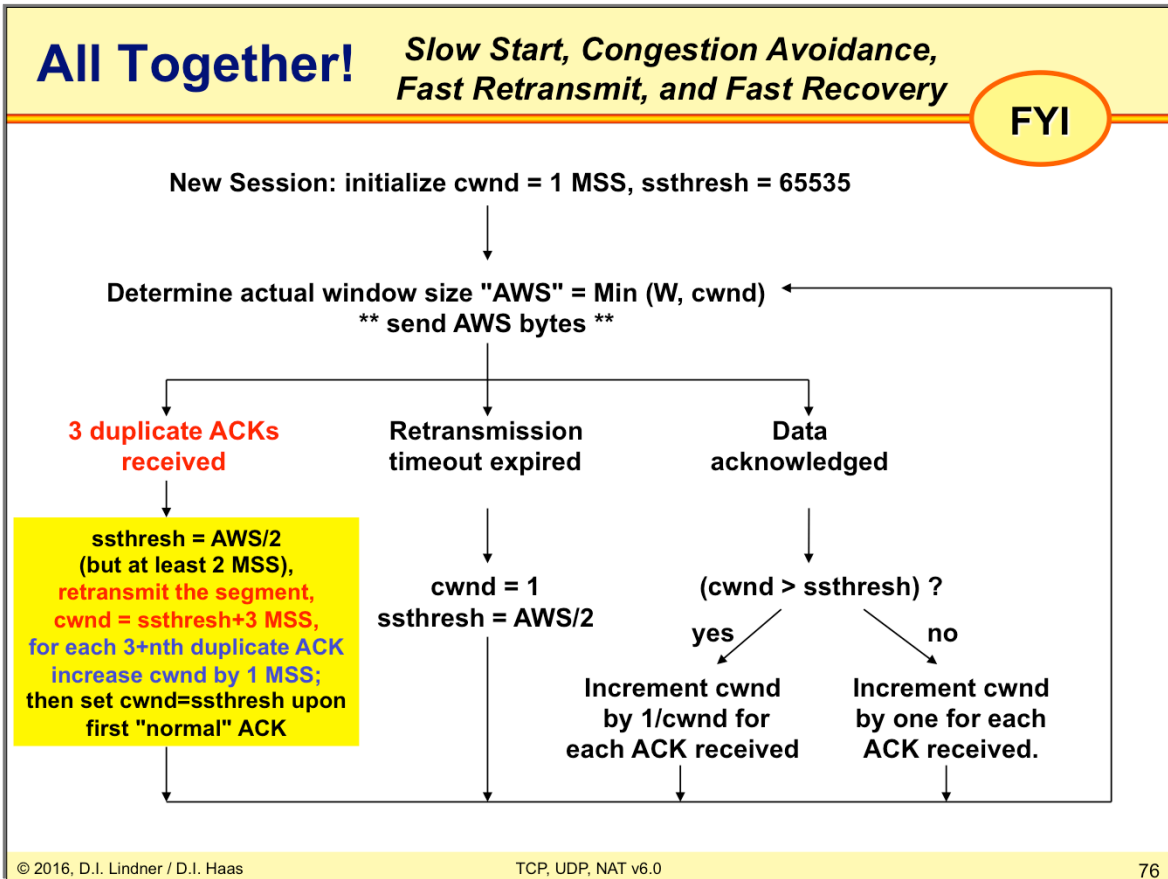 All Together!
Slow Start, Congestion Avoidance,
Fast Retransmit, and Fast Recovery
FYI
New Session: initialize cwnd = 1 MSS, ssthresh = 65535
Determine actual window size "AWS" = Min (W, cwnd)
** send AWS bytes **
3 duplicate ACKs
received
ssthresh = AWS/2
(but at least 2 MSS),
retransmit the segment,
cwnd = ssthresh+3 MSS,
for each 3+nth duplicate ACK
increase cwnd by 1 MSS;
then set cwnd=ssthresh upon
first "normal" ACK
Retransmission
timeout expired
cwnd = 1
ssthresh = AWS/2
Data
acknowledged
(cwnd > ssthresh) ?
yes
no
Increment cwnd
by 1/cwnd for
each ACK received
Increment cwnd
by one for each
ACK received.
© 2016, D.I. Lindner / D.I. Haas
TCP, UDP, NAT v6.0
76